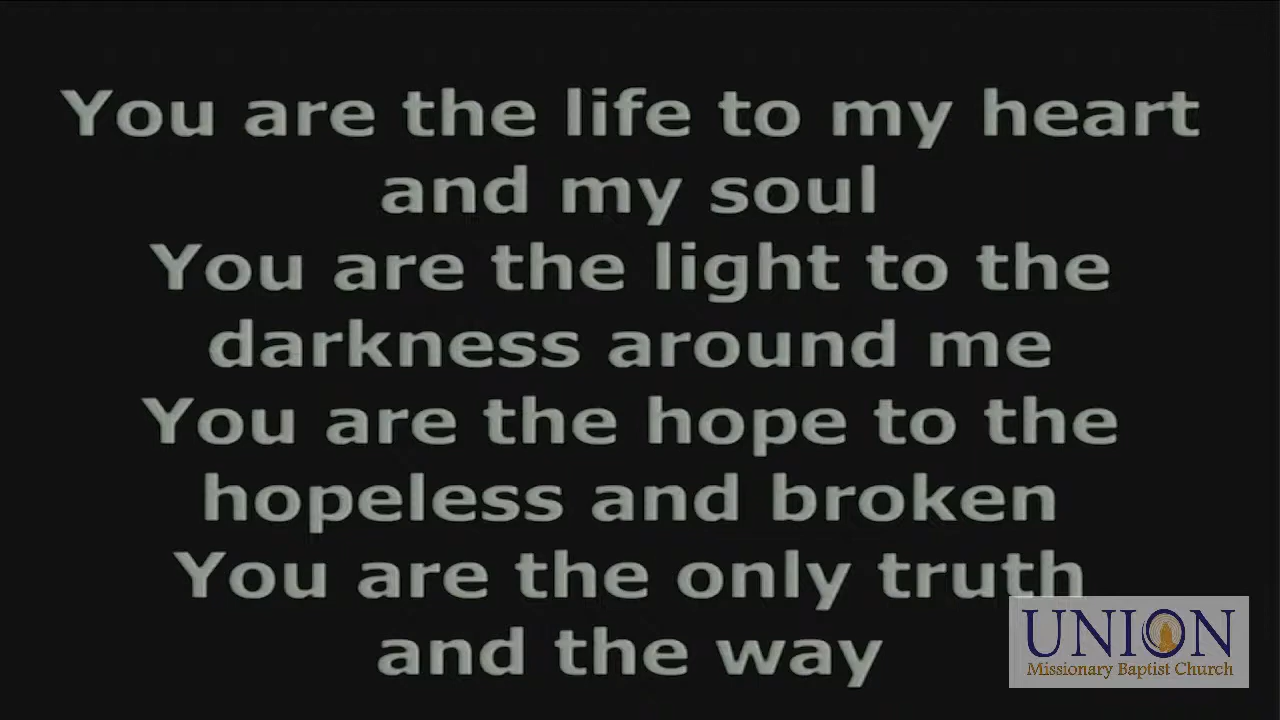 You are the life to my heart
and my soul
You are the light to the
darkness around me
You are the hope to the
hopeless and broken
You are the only truth
and the way
UNION
Missionary Baptist Church